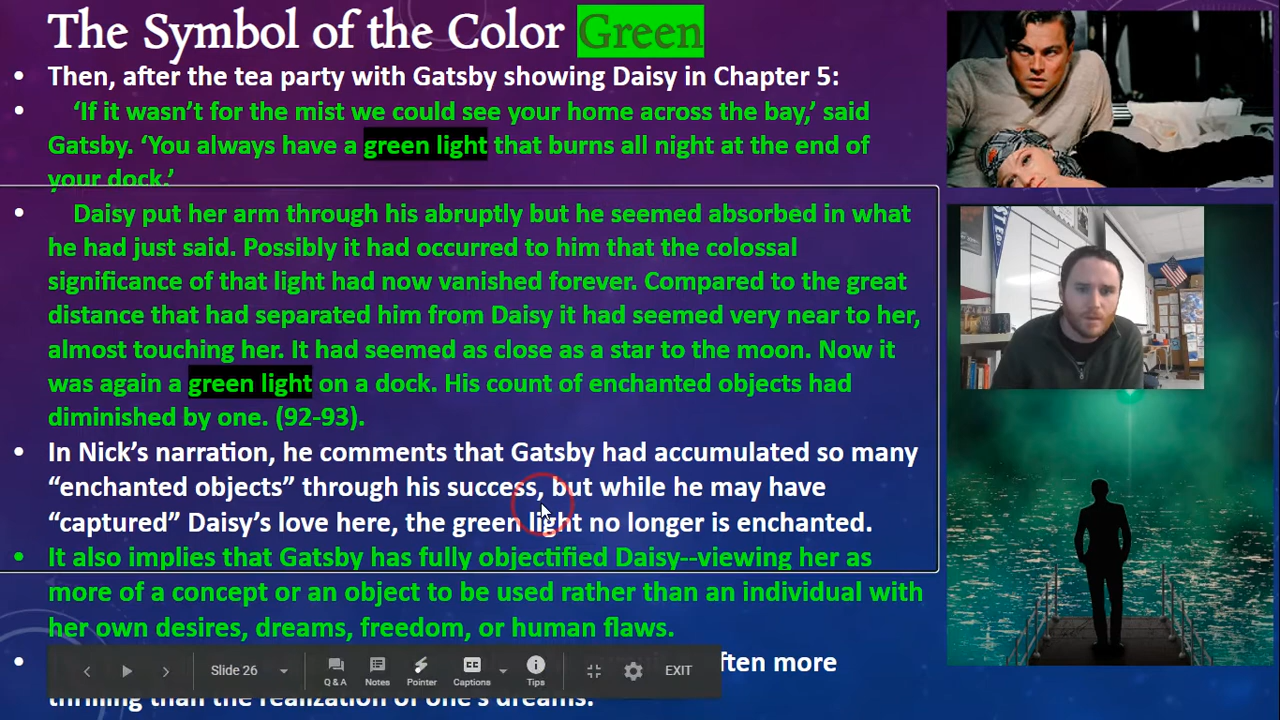 The Symbol of the Color Green
• Then, after the tea party with Gatsby showing Daisy in Chapter 5:
• ‘If it wasn’t for the mist we could see your home across the bay,’ said
Gatsby. ‘You always have a green light that burns all night at the end of
your dock.’
• Daisy put her arm through his abruptly but he seemed absorbed in what
he had just said. Possibly it had occurred to him that the colossal
significance of that light had now vanished forever. Compared to the great
distance that had separated him from Daisy it had seemed very near to her,
almost touching her. It had seemed as close as a star to the moon. Now it
was again a green light on a dock. His count of enchanted objects had
diminished by one. (92-93).
• In Nick’s narration, he comments that Gatsby had accumulated so many
“enchanted objects” through his success, but while he may have
“captured” Daisy’s love here, the green light no longer is enchanted.
• It also implies that Gatsby has fully objectified Daisy--viewing her as
more of a concept or an object to be used rather than an individual with
her own desires, dreams, freedom, or human flaws.
• often more
thrilling than the realization of one’s dreams.
Slide 26
Q & A
Notes
Pointer
Captions
Tips
EXIT